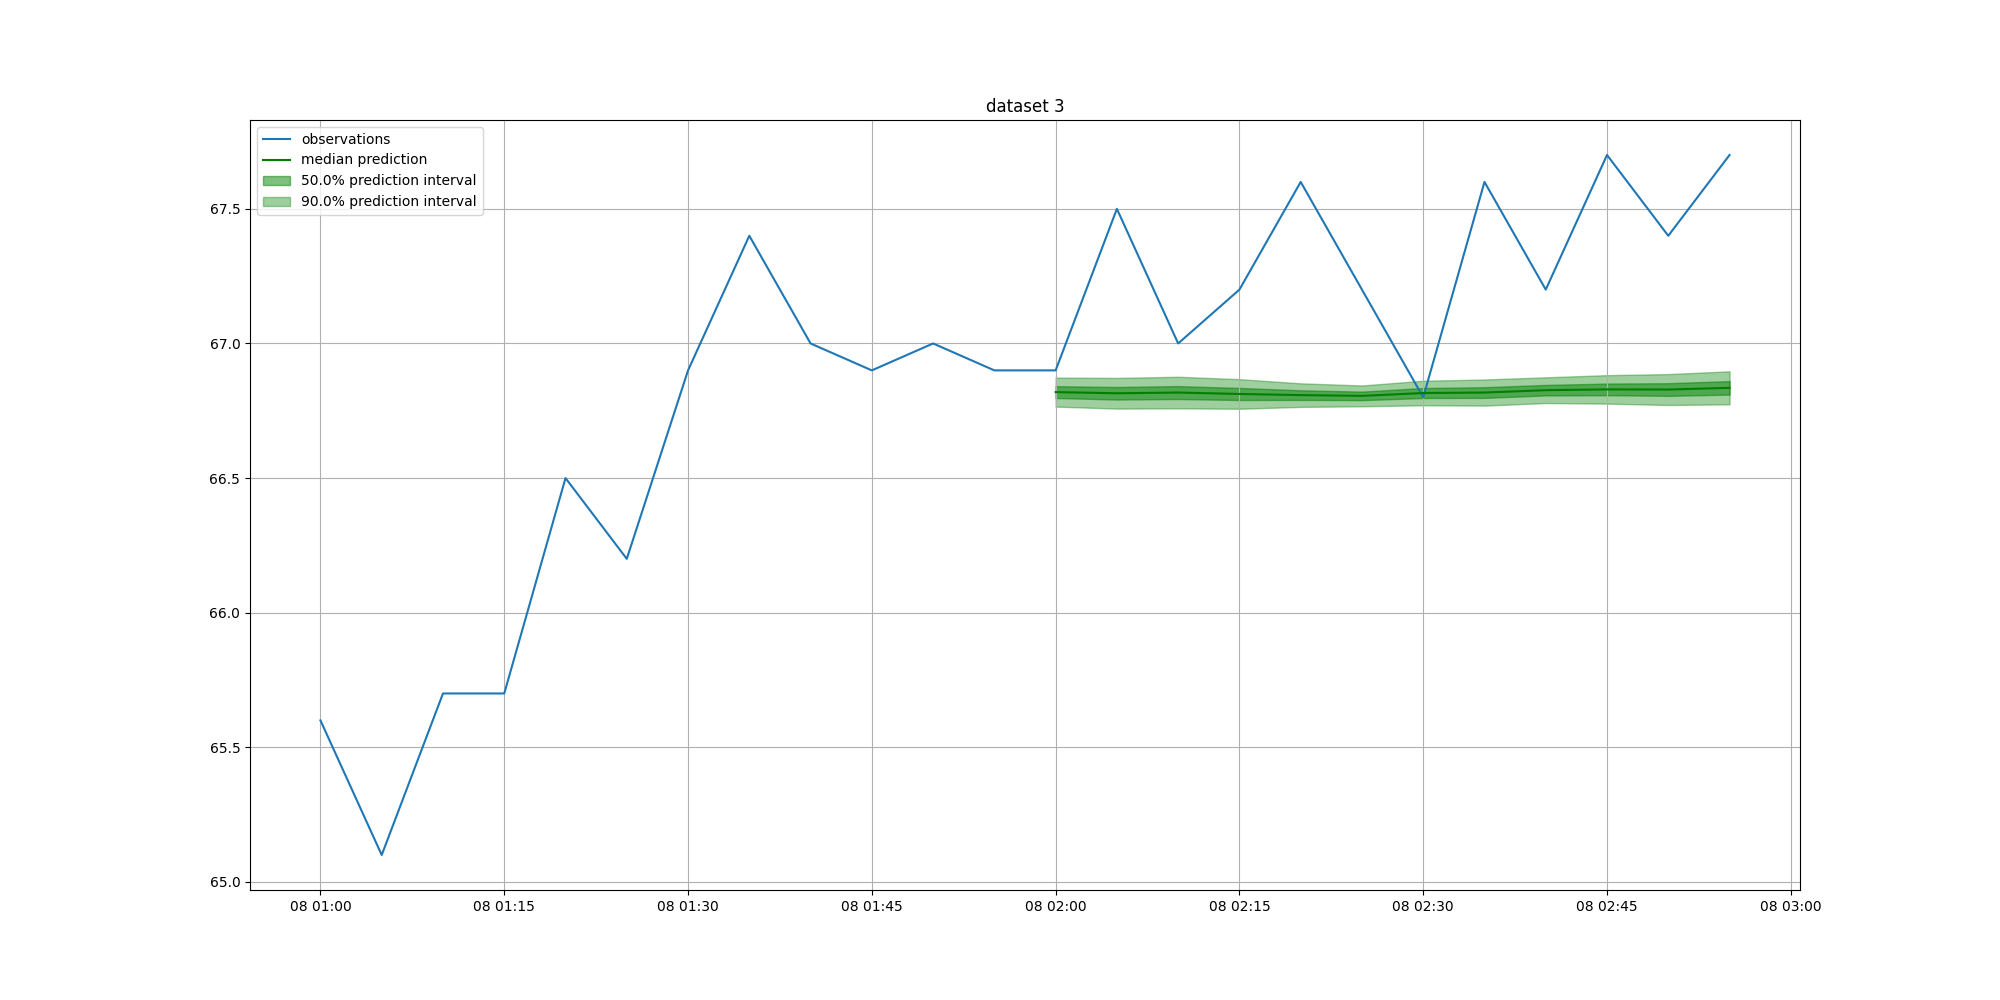 dataset 3
observations
median prediction
50.0% prediction interval
90.0% prediction interval
67.5
67.0
66.5
66.0
65.5
65.0
08 01:00 08 01:15 08 01:30 08 01:45 08 02:00 08 02:15 08 02:30 08 02:45 08 03:00